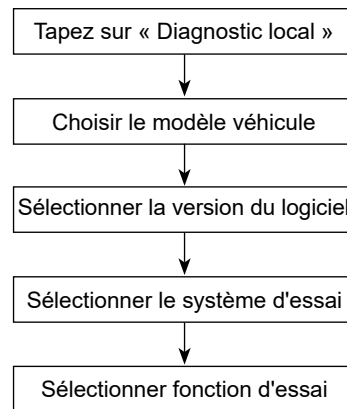 Tapez sur « Diagnostic local »
Choisir le modèle véhicule
Sélectionner la version du logiciel
Sélectionner le système d'essai
Sélectionner fonction d'essai